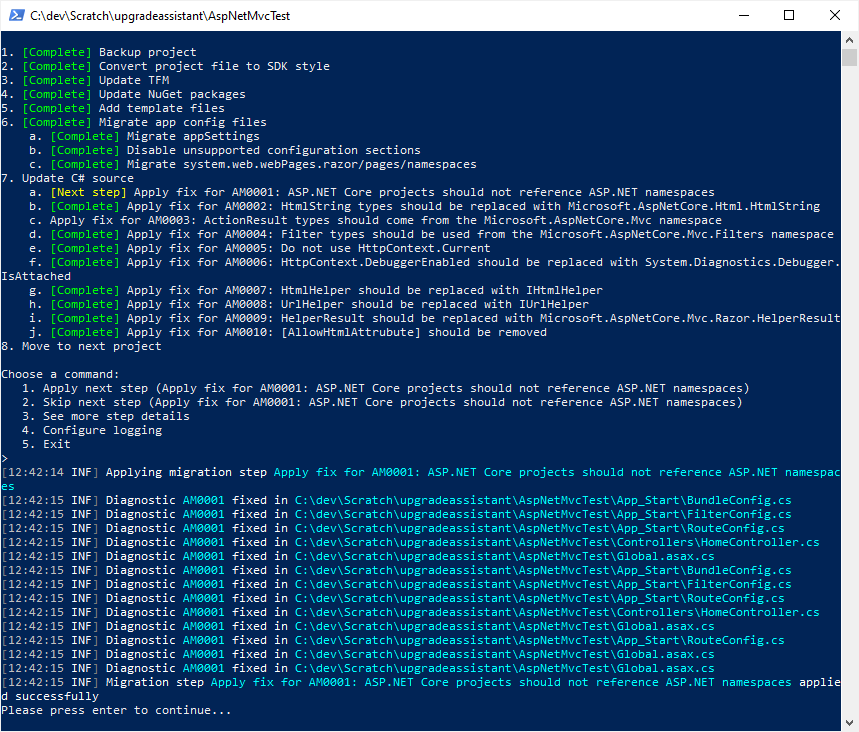 C:\dev\Scratch\upgradeassistant\AspNetMvcTest
1. [Complete] Backup project
2. [Complete] Convert project file to SDK style
3. [Complete] Update TFM
4. [Complete] Update NuGet packages
5. [Complete] Add template files
6. [Complete] Migrate app config files
a. [Complete] Migrate appSettings
b. [Complete] Disable unsupported configuration sections
c. [Complete] Migrate system.web.webPages.razor/pages/namespaces
7. Update C# source
a. [Next step] Apply fix for AM0001: ASP.NET Core projects should not reference ASP.NET namespaces
b. [Complete] Apply fix for AM0002: HtmlString types should be replaced with Microsoft.AspNetCore.Html.HtmlString
c. Apply fix for AM0003: ActionResult types should come from the Microsoft.AspNetCore.Mvc namespace
d. [Complete] Apply fix for AM0004: Filter types should be used from the Microsoft.AspNetCore.Mvc.Filters namespace
e. [Complete] Apply fix for AM0005: Do not use HttpContext.Current
f. [Complete] Apply fix for AM0006: HttpContext.DebuggerEnabled should be replaced with System.Diagnostics.Debugger.
IsAttached
g. [Complete] Apply fix for AM0007: HtmlHelper should be replaced with IHtmlHelper
h. [Complete] Apply fix for AM0008: UrlHelper should be replaced with IUrlHelper
i. [Complete] Apply fix for AM0009: HelperResult should be replaced with Microsoft.AspNetCore.Mvc.Razor.HelperResult
j. [Complete] Apply fix for AM0010: [AllowHtmlAttrubute] should be removed
8. Move to next project
Choose a command:
1. Apply next step (Apply fix for AM0001: ASP.NET Core projects should not reference ASP.NET namespaces)
2. Skip next step (Apply fix for AM0001: ASP.NET Core projects should not reference ASP.NET namespaces)
3. See more step details
4. Configure logging
5. Exit
>
[12:42:14 INF] Applying migration step Apply fix for AM0001: ASP.NET Core projects should not reference ASP.NET namespac
es
[12:42:15 INF] Diagnostic AM0001 fixed in C:\dev\Scratch\upgradeassistant\AspNetMvcTest\App_Start\BundleConfig.cs
[12:42:15 INF] Diagnostic AM0001 fixed in C:\dev\Scratch\upgradeassistant\AspNetMvcTest\App_Start\FilterConfig.cs
[12:42:15 INF] Diagnostic AM0001 fixed in C:\dev\Scratch\upgradeassistant\AspNetMvcTest\App_Start\RouteConfig.cs
[12:42:15 INF] Diagnostic AM0001 fixed in C:\dev\Scratch\upgradeassistant\AspNetMvcTest\Controllers\HomeController.cs
[12:42:15 INF] Diagnostic AM0001 fixed in C:\dev\Scratch\upgradeassistant\AspNetMvcTest\Global.asax.cs
[12:42:15 INF] Diagnostic AM0001 fixed in C:\dev\Scratch\upgradeassistant\AspNetMvcTest\App_Start\BundleConfig.cs
[12:42:15 INF] Diagnostic AM0001 fixed in C:\dev\Scratch\upgradeassistant\AspNetMvcTest\App_Start\FilterConfig.cs
[12:42:15 INF] Diagnostic AM0001 fixed in C:\dev\Scratch\upgradeassistant\AspNetMvcTest\App_Start\RouteConfig.cs
[12:42:15 INF] Diagnostic AM0001 fixed in C:\dev\Scratch\upgradeassistant\AspNetMvcTest\Controllers\HomeController.cs
[12:42:15 INF] Diagnostic AM0001 fixed in C:\dev\Scratch\upgradeassistant\AspNetMvcTest\Global.asax.cs
[12:42:15 INF] Diagnostic AM0001 fixed in C:\dev\Scratch\upgradeassistant\AspNetMvcTest\App_Start\RouteConfig.cs
[12:42:15 INF] Diagnostic AM0001 fixed in C:\dev\Scratch\upgradeassistant\AspNetMvcTest\Global.asax.cs
[12:42:15 INF] Diagnostic AM0001 fixed in C:\dev\Scratch\upgradeassistant\AspNetMvcTest\Global.asax.cs
[12:42:15 INF] Migration step Apply fix for AM0001: ASP.NET Core projects should not reference ASP.NET namespaces applie
d successfully
Please press enter to continue...